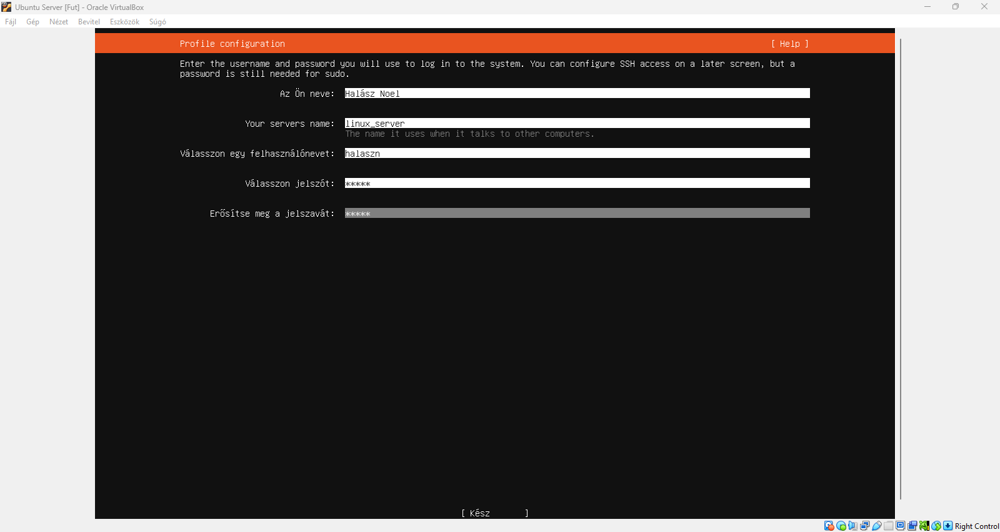 Ubuntu Server [Fut] - Oracle VirtualBox
Fájl Gép Nézet Bevitel Eszközök Súgó
Profile configuration [ Help ]
Enter the username and password you will use to log in to the system. You can configure SSH access on a later screen, but a
password is still needed for sudo.
Az Ön neve: Halász Noel
Your servers name: linux_server
The name it uses when it talks to other computers.
Válasszon egy felhasználónevet: halaszn
Válasszon jelszót: *****
Erősítse meg a jelszavát: *****
[ Kész ]
Right Control